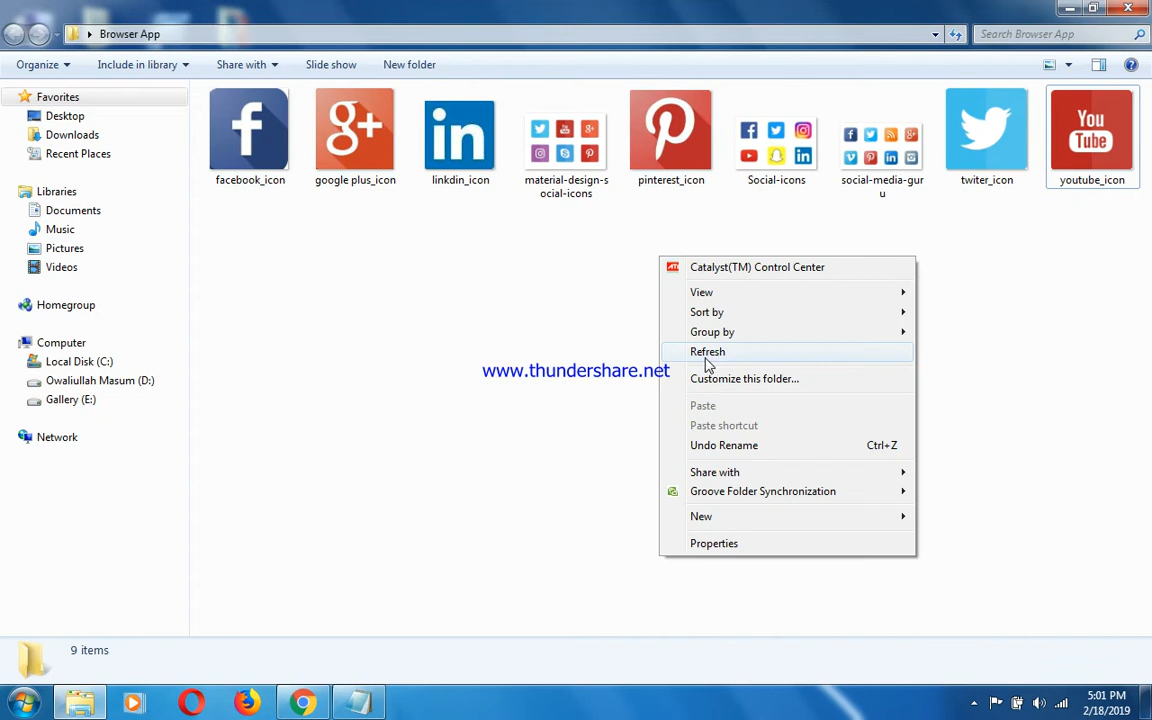 Browser App
Search Browser App
Organize
Include in library
Share with
Slide show
New folder
Favorites
Desktop
Downloads
Recent Places
Libraries
Documents
Music
Pictures
Videos
Homegroup
Computer
Local Disk (C:)
Owaliullah Masum (D:)
Gallery (E:)
Network
f
g+
in
You
Tube
facebook_icon
google plus_icon
linkdin_icon
material-design-s
ocial-icons
pinterest_icon
Social-icons
social-media-gur
u
twiter_icon
youtube_icon
Catalyst(TM) Control Center
View
Sort by
Group by
Refresh
Customize this folder...
Paste
Paste shortcut
Undo Rename Ctrl+Z
Share with
Groove Folder Synchronization
New
Properties
www.thundershare.net
9 items
5:01 PM
2/18/2019